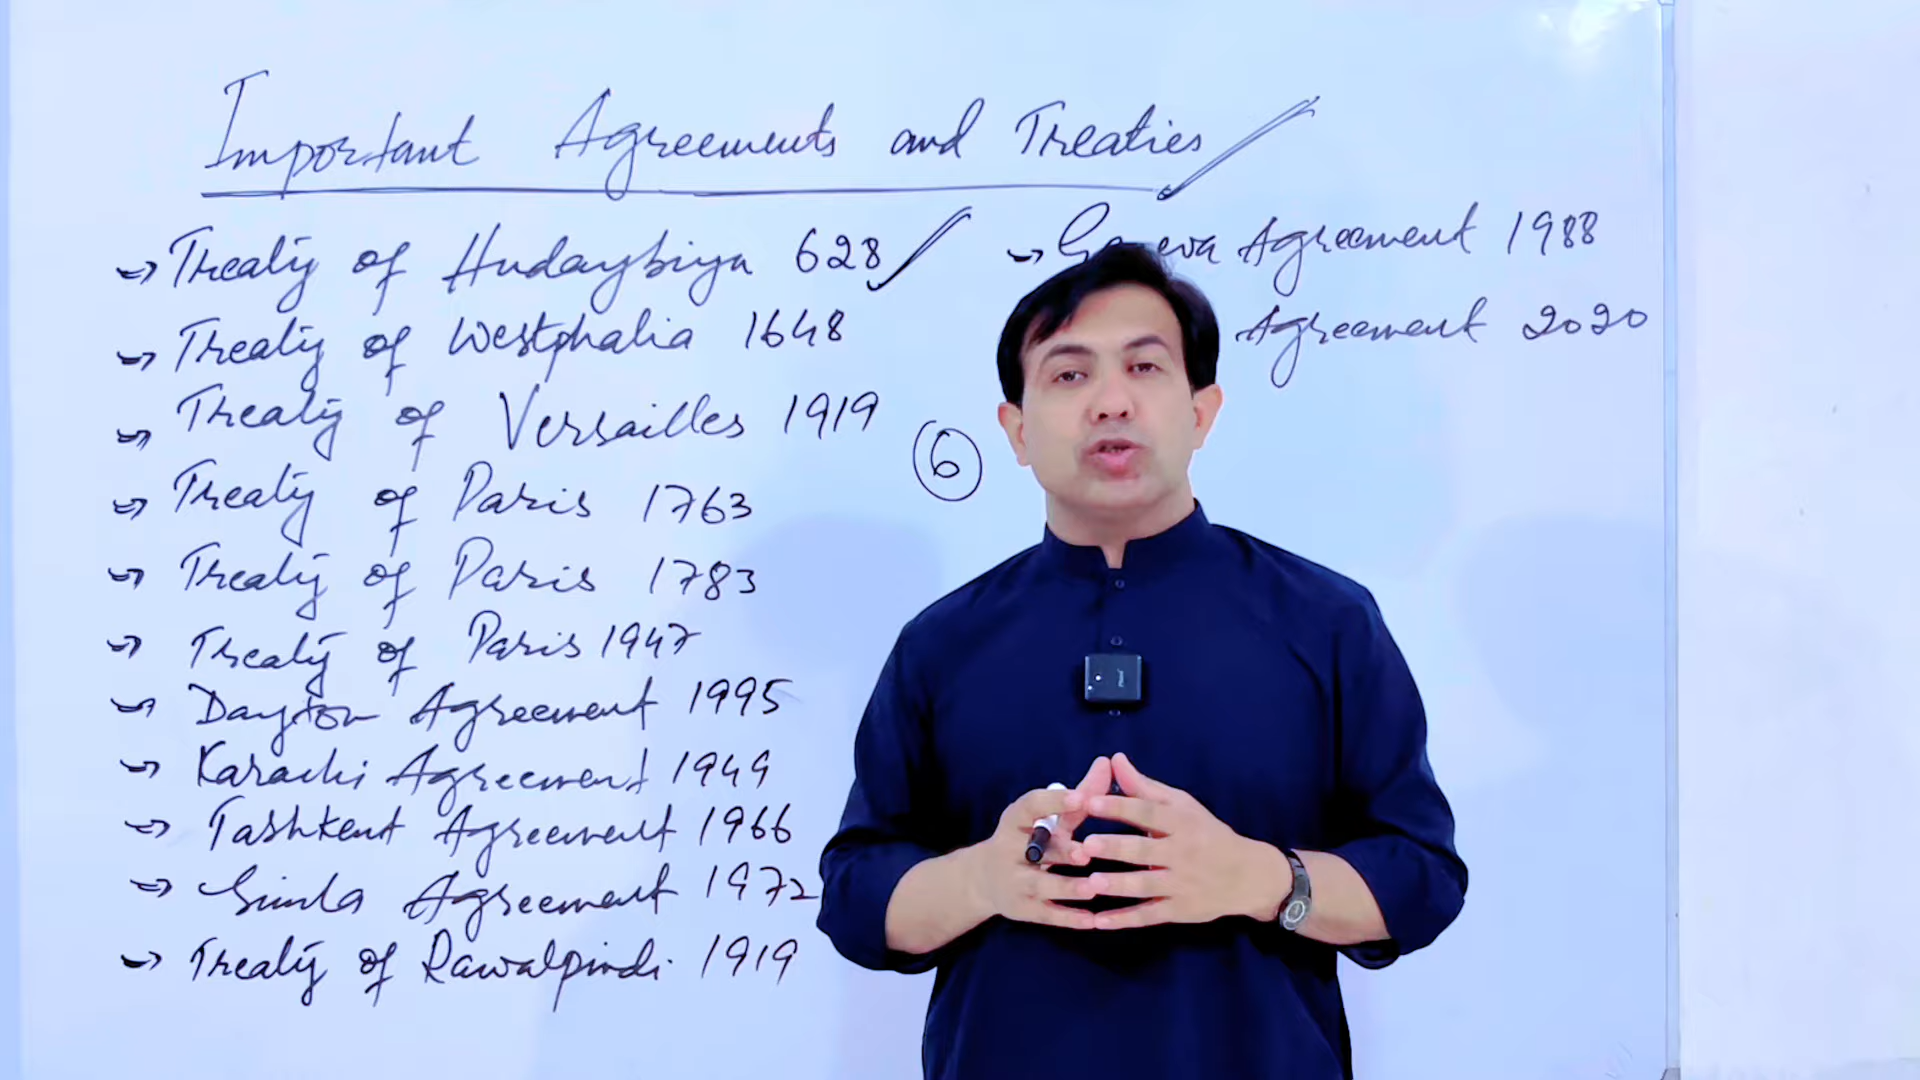 Important Agreements and Treaties
→ Treaty of Hudaybiya 628
→ Treaty of Westphalia 1648
→ Treaty of Versailles 1919
→ Treaty of Paris 1763
→ Treaty of Paris 1783
→ Treaty of Paris 1947
→ Dayton Agreement 1995
→ Karachi Agreement 1949
→ Tashkent Agreement 1966
→ Simla Agreement 1972
→ Treaty of Rawalpindi 1919
→ Geneva Agreement 1988
Agreement 2020
6